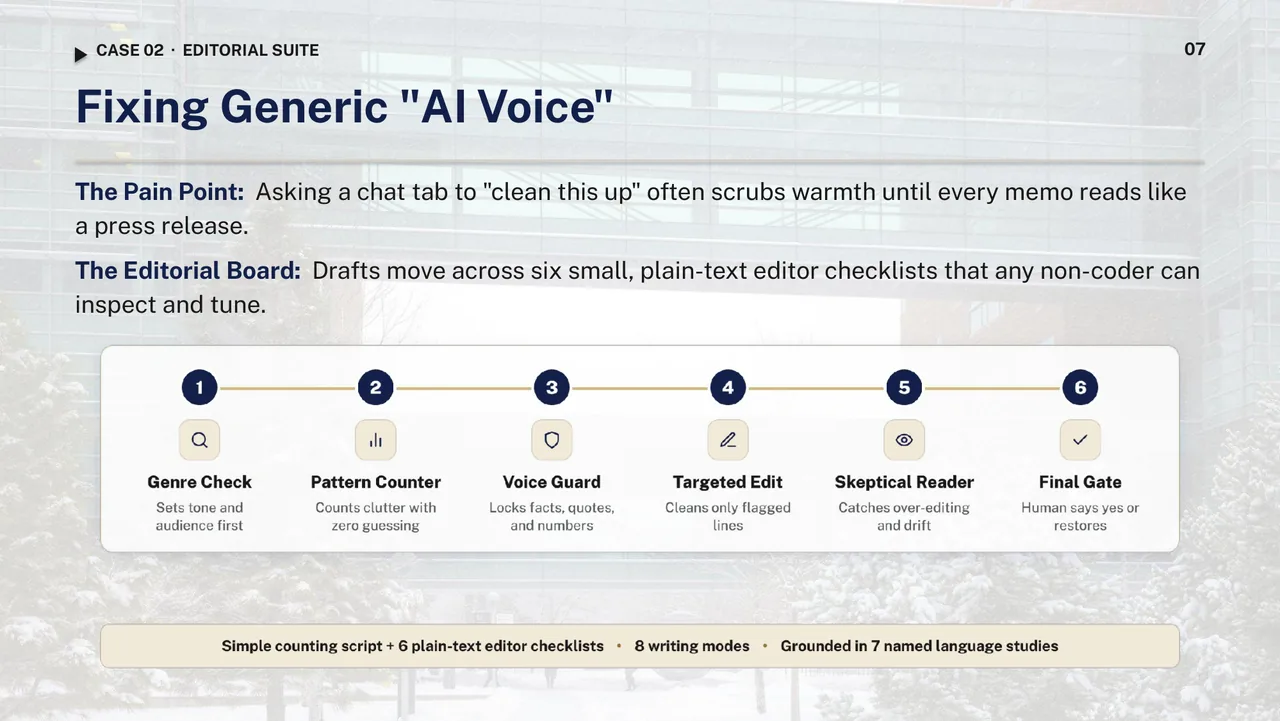 CASE 02 · EDITORIAL SUITE
07
Fixing Generic "AI Voice"
The Pain Point: Asking a chat tab to "clean this up" often scrubs warmth until every memo reads like
a press release.
The Editorial Board: Drafts move across six small, plain-text editor checklists that any non-coder can
inspect and tune.
1
2
3
4
5
6
Genre Check
Sets tone and
audience first
Pattern Counter
Counts clutter with
zero guessing
Voice Guard
Locks facts, quotes,
and numbers
Targeted Edit
Cleans only flagged
lines
Skeptical Reader
Catches over-editing
and drift
Final Gate
Human says yes or
restores
Simple counting script + 6 plain-text editor checklists • 8 writing modes • Grounded in 7 named language studies